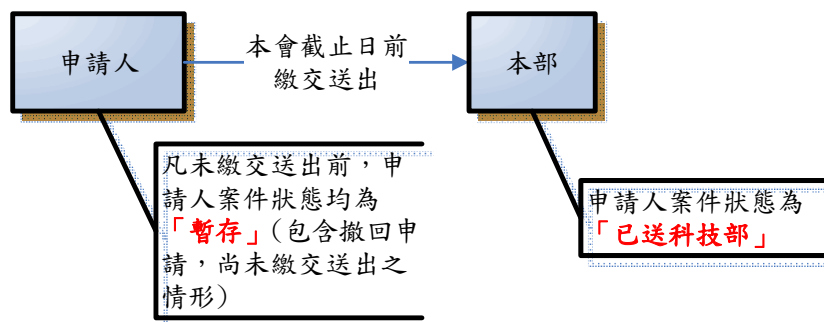 申請人
本會截止日前
繳交送出
本部
凡未繳交送出前，申
請人案件狀態均為
「暫存」（包含撤回申
請，尚未繳交送出之
情形）
申請人案件狀態為
「已送科技部」